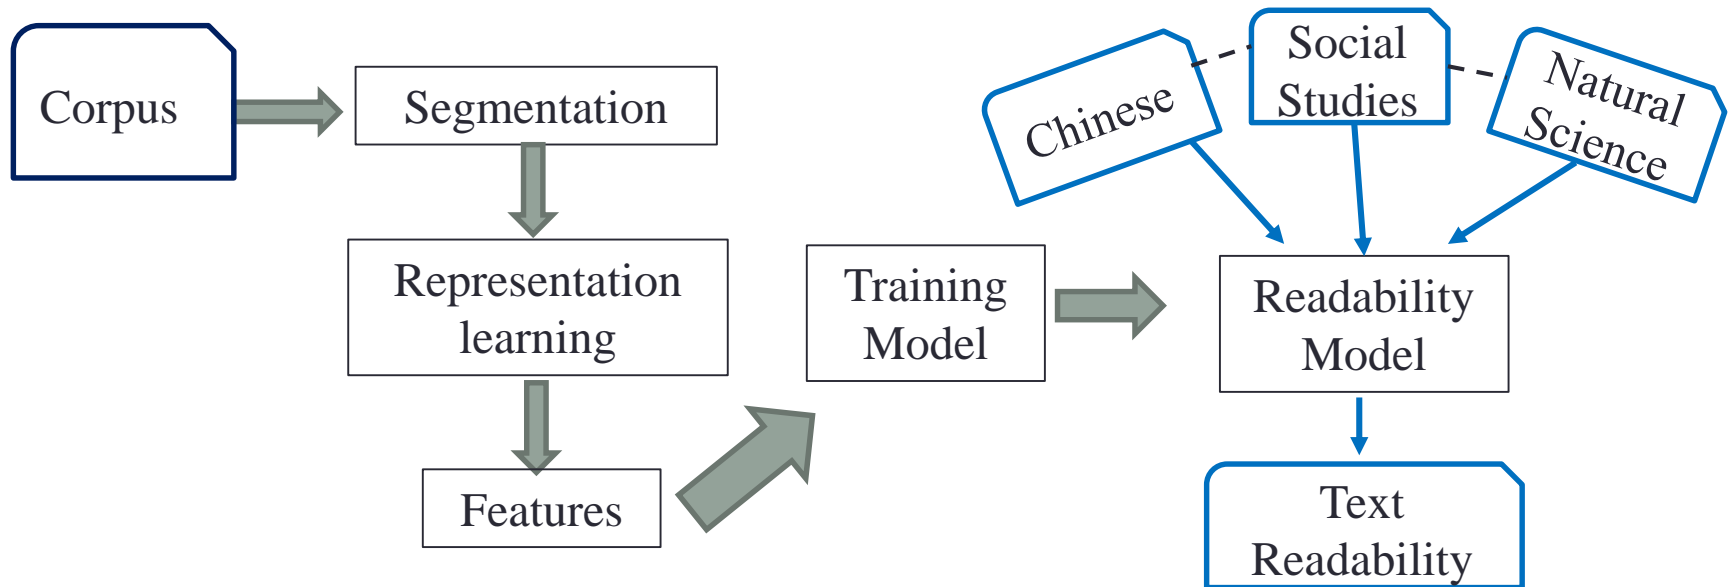 Corpus
Segmentation
Representation
learning
Features
Training
Model
Chinese
Social
Studies
Natural
Science
Readability
Model
Text
Readability